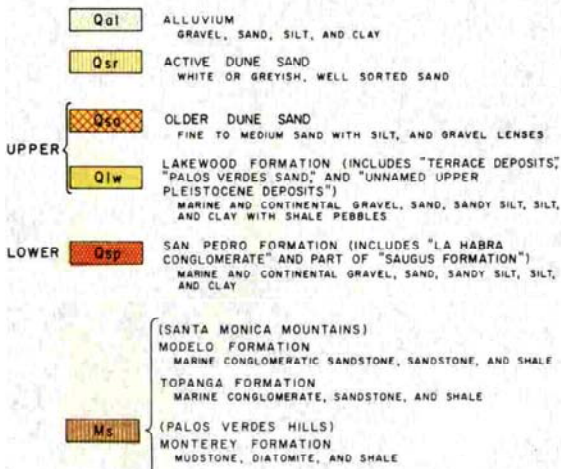 Qal ALLUVIUM
GRAVEL, SAND, SILT, AND CLAY
Qsr ACTIVE DUNE SAND
WHITE OR GREYISH, WELL SORTED SAND
UPPER
Qso OLDER DUNE SAND
FINE TO MEDIUM SAND WITH SILT, AND GRAVEL LENSES
Qlw LAKEWOOD FORMATION (INCLUDES "TERRACE DEPOSITS,"
"PALOS VERDES SAND," AND "UNNAMED UPPER
PLEISTOCENE DEPOSITS")
MARINE AND CONTINENTAL GRAVEL, SAND, SANDY SILT, SILT,
AND CLAY WITH SHALE PEBBLES
LOWER Qsp SAN PEDRO FORMATION (INCLUDES "LA HABRA
CONGLOMERATE" AND PART OF "SAUGUS FORMATION")
MARINE AND CONTINENTAL GRAVEL, SAND, SANDY SILT, SILT,
AND CLAY
(SANTA MONICA MOUNTAINS)
MODELO FORMATION
MARINE CONGLOMERATIC SANDSTONE, SANDSTONE, AND SHALE
TOPANGA FORMATION
MARINE CONGLOMERATE, SANDSTONE, AND SHALE
Ms (PALOS VERDES HILLS)
MONTEREY FORMATION
MUDSTONE, DIATOMITE, AND SHALE